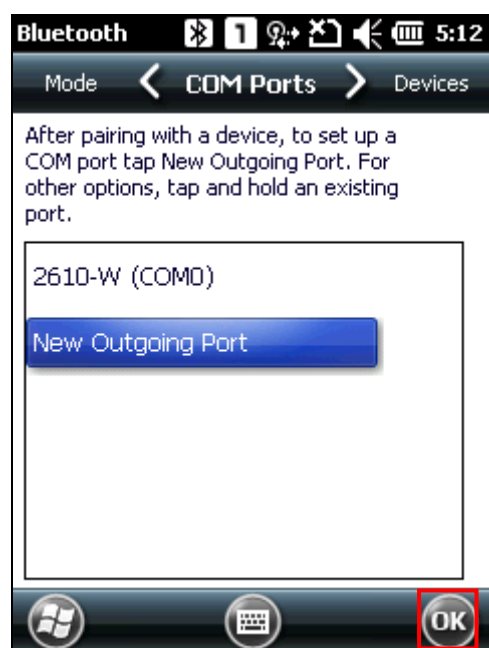 Bluetooth 1 5:12
Mode COM Ports Devices
After pairing with a device, to set up a
COM port tap New Outgoing Port. For
other options, tap and hold an existing
port.
2610-W (COM0)
New Outgoing Port
OK